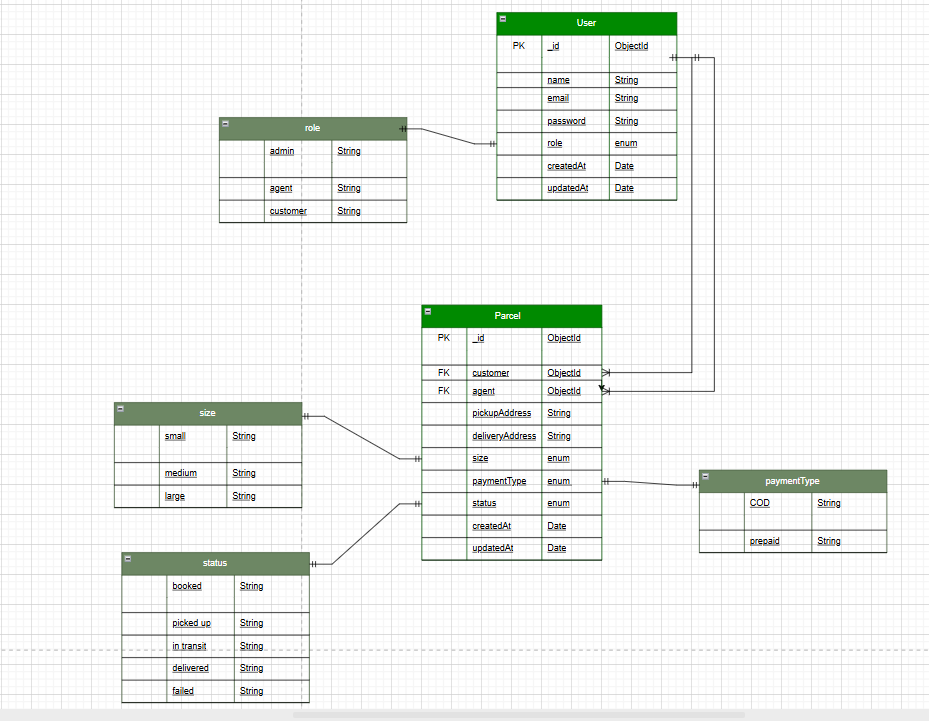 User
PK _id ObjectId
name String
email String
password String
role enum
createdAt Date
updatedAt Date
role
admin String
agent String
customer String
Parcel
PK _id ObjectId
FK customer ObjectId
FK agent ObjectId
pickupAddress String
deliveryAddress String
size enum
paymentType enum
status enum
createdAt Date
updatedAt Date
size
small String
medium String
large String
paymentType
COD String
prepaid String
status
booked String
picked up String
in transit String
delivered String
failed String